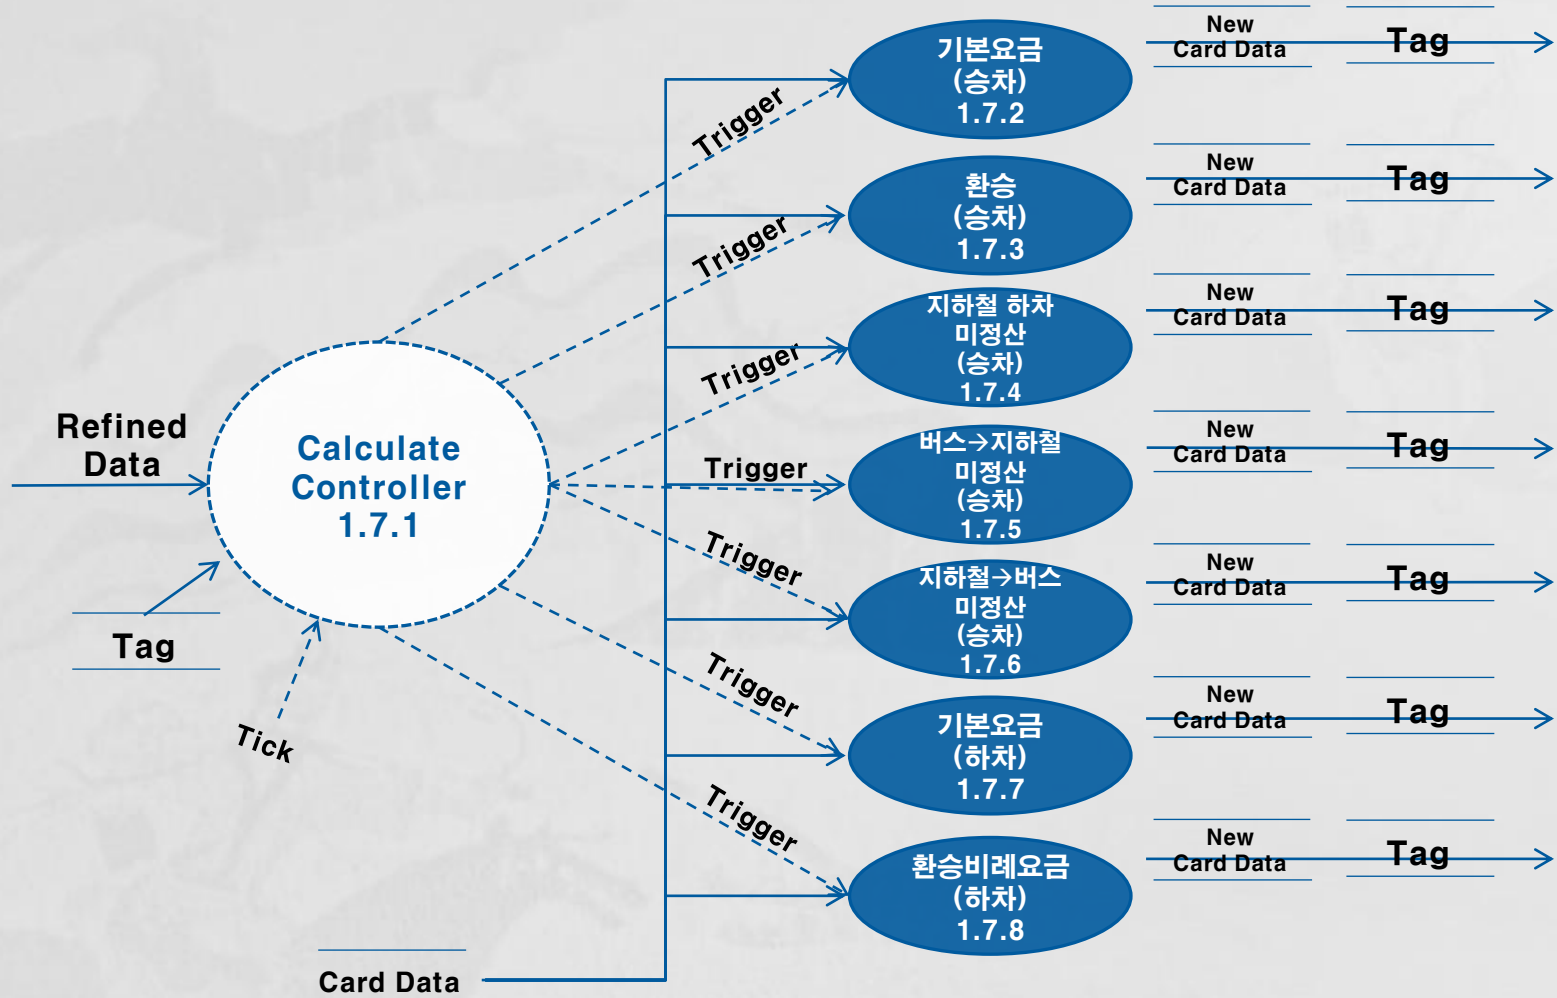 기본요금
(승차)
1.7.2
New
Card Data
Tag
Trigger
환승
(승차)
1.7.3
New
Card Data
Tag
Trigger
지하철 하차
미정산
(승차)
1.7.4
New
Card Data
Tag
Trigger
Refined
Data
Calculate
Controller
1.7.1
버스→지하철
미정산
(승차)
1.7.5
New
Card Data
Tag
Trigger
Tag
Tick
지하철→버스
미정산
(승차)
1.7.6
New
Card Data
Tag
Trigger
기본요금
(하차)
1.7.7
New
Card Data
Tag
Trigger
환승비례요금
(하차)
1.7.8
New
Card Data
Tag
Trigger
Card Data